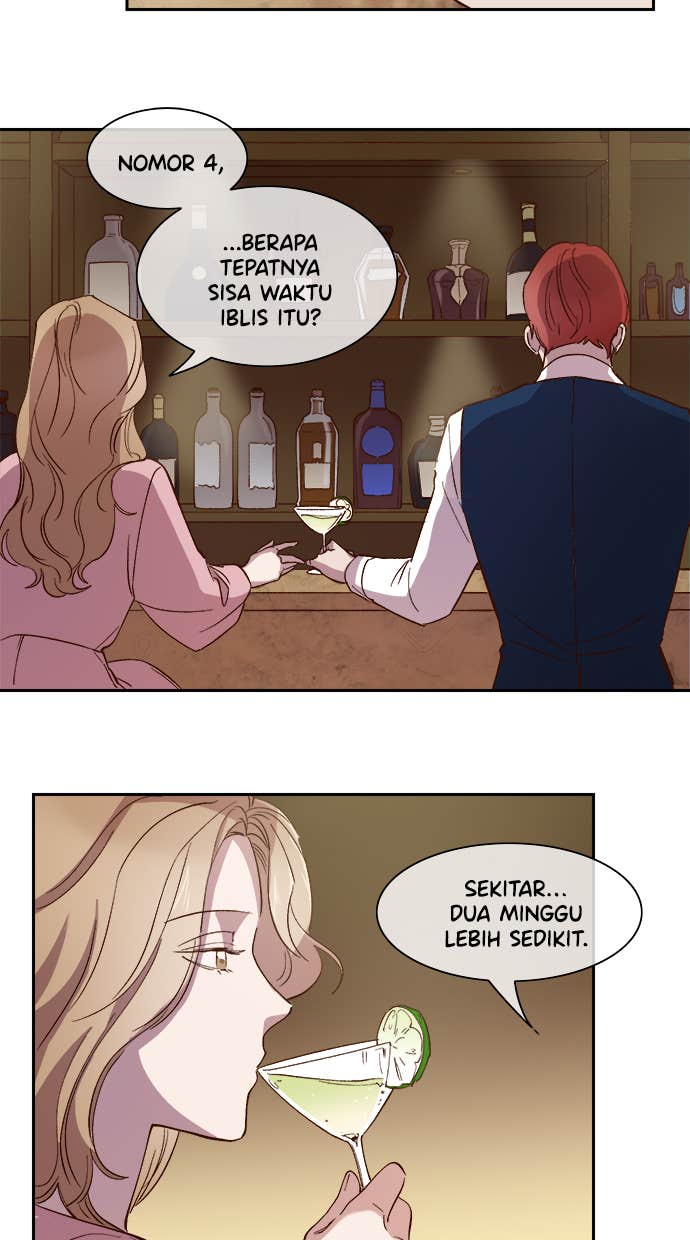 NOMOR 4,
...BERAPA
TEPATNYA
SISA WAKTU
IBLIS ITU?
SEKITAR...
DUA MINGGU
LEBIH SEDIKIT.